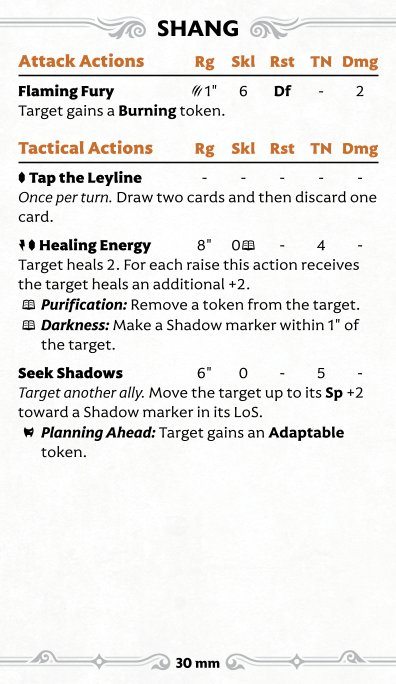 SHANG
Attack Actions Rg Skl Rst TN Dmg
Flaming Fury 1" 6 Df - 2
Target gains a Burning token.
Tactical Actions Rg Skl Rst TN Dmg
Tap the Leyline - - - - -
Once per turn. Draw two cards and then discard one
card.
Healing Energy 8" 0 - 4 -
Target heals 2. For each raise this action receives
the target heals an additional +2.
Purification: Remove a token from the target.
Darkness: Make a Shadow marker within 1" of
the target.
Seek Shadows 6" 0 - 5 -
Target another ally. Move the target up to its Sp +2
toward a Shadow marker in its LoS.
Planning Ahead: Target gains an Adaptable
token.
30 mm